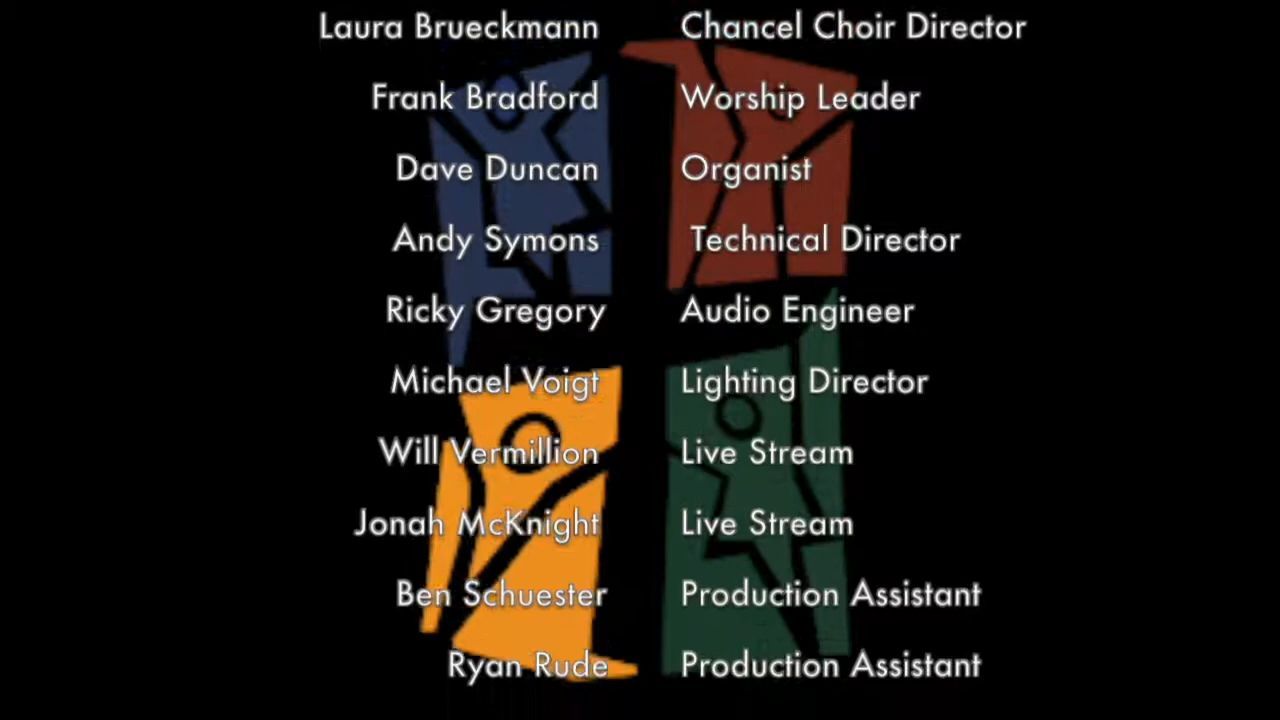 Laura Brueckmann Chancel Choir Director
Frank Bradford Worship Leader
Dave Duncan Organist
Andy Symons Technical Director
Ricky Gregory Audio Engineer
Michael Voigt Lighting Director
Will Vermillion Live Stream
Jonah McKnight Live Stream
Ben Schuester Production Assistant
Ryan Rude Production Assistant